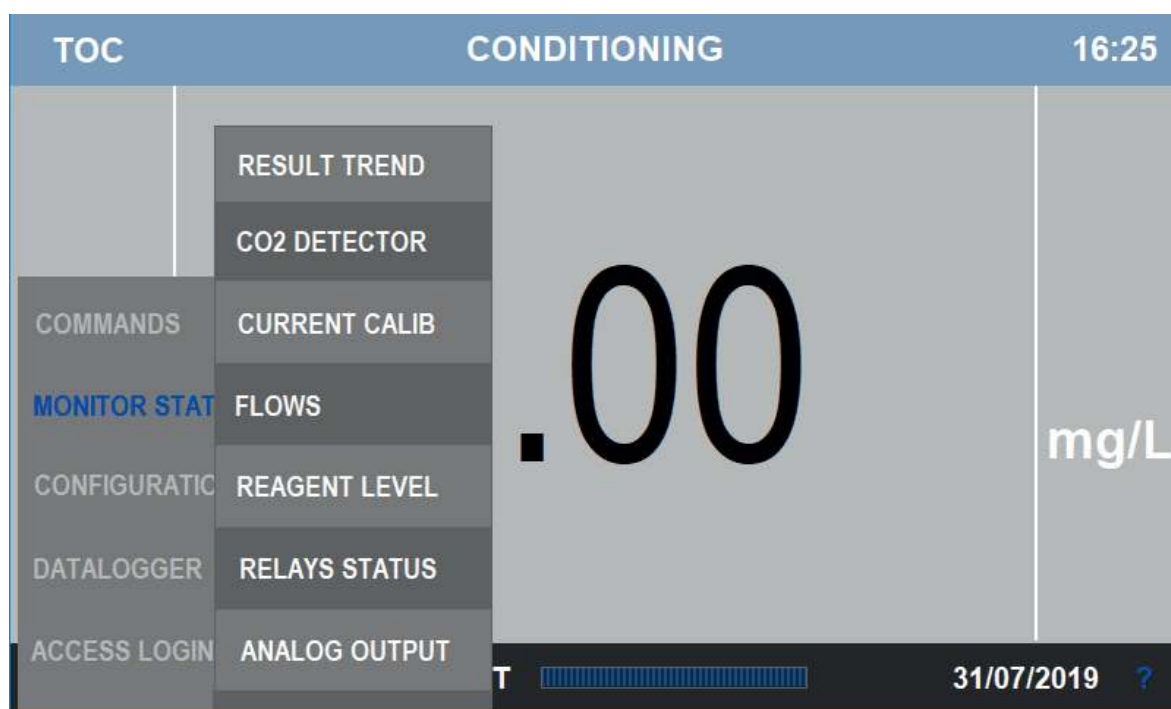 TOC CONDITIONING 16:25
RESULT TREND
CO2 DETECTOR
COMMANDS CURRENT CALIB
.00
MONITOR STAT FLOWS
mg/L
CONFIGURATIC REAGENT LEVEL
DATALOGGER RELAYS STATUS
ACCESS LOGIN ANALOG OUTPUT
T 31/07/2019 ?